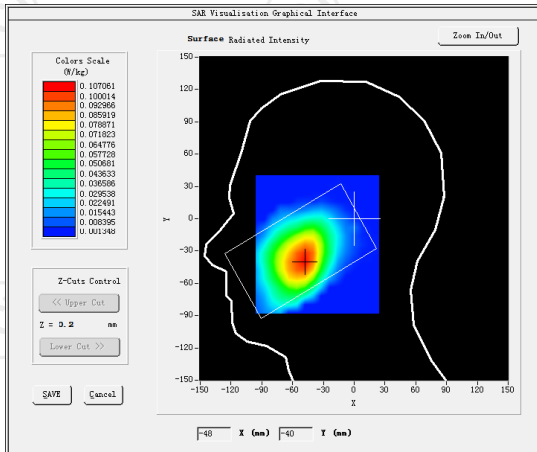 SAR Visualisation Graphical Interface
Surface Radiated Intensity
Zoom In/Out
Colors Scale
(W/kg)
0.107061
0.100014
0.092966
0.085919
0.078871
0.071823
0.064776
0.057728
0.050681
0.043633
0.036586
0.029538
0.022491
0.015443
0.008395
0.001348
Z-Cuts Control
<< Upper Cut
Z = 0.2 mm
Lower Cut >>
SAVE Cancel
150
120
90
60
30
0
-30
-60
-90
-120
-150
Y
-150 -120 -90 -60 -30 0 30 60 90 120 150
X
-48 X (mm) -40 Y (mm)